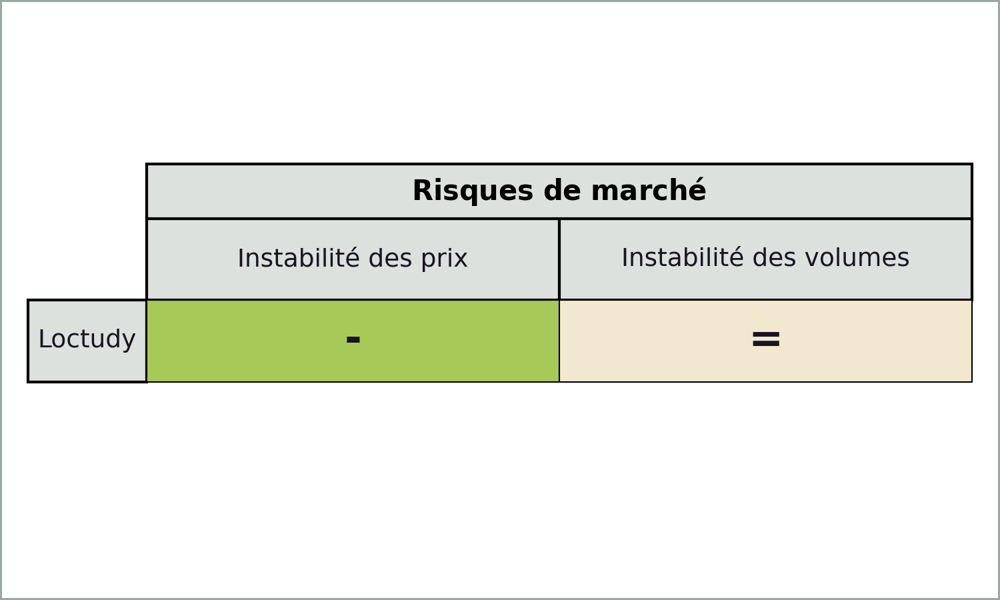 Risques de marché
Instabilité des prix
Instabilité des volumes
Loctudy
-
=